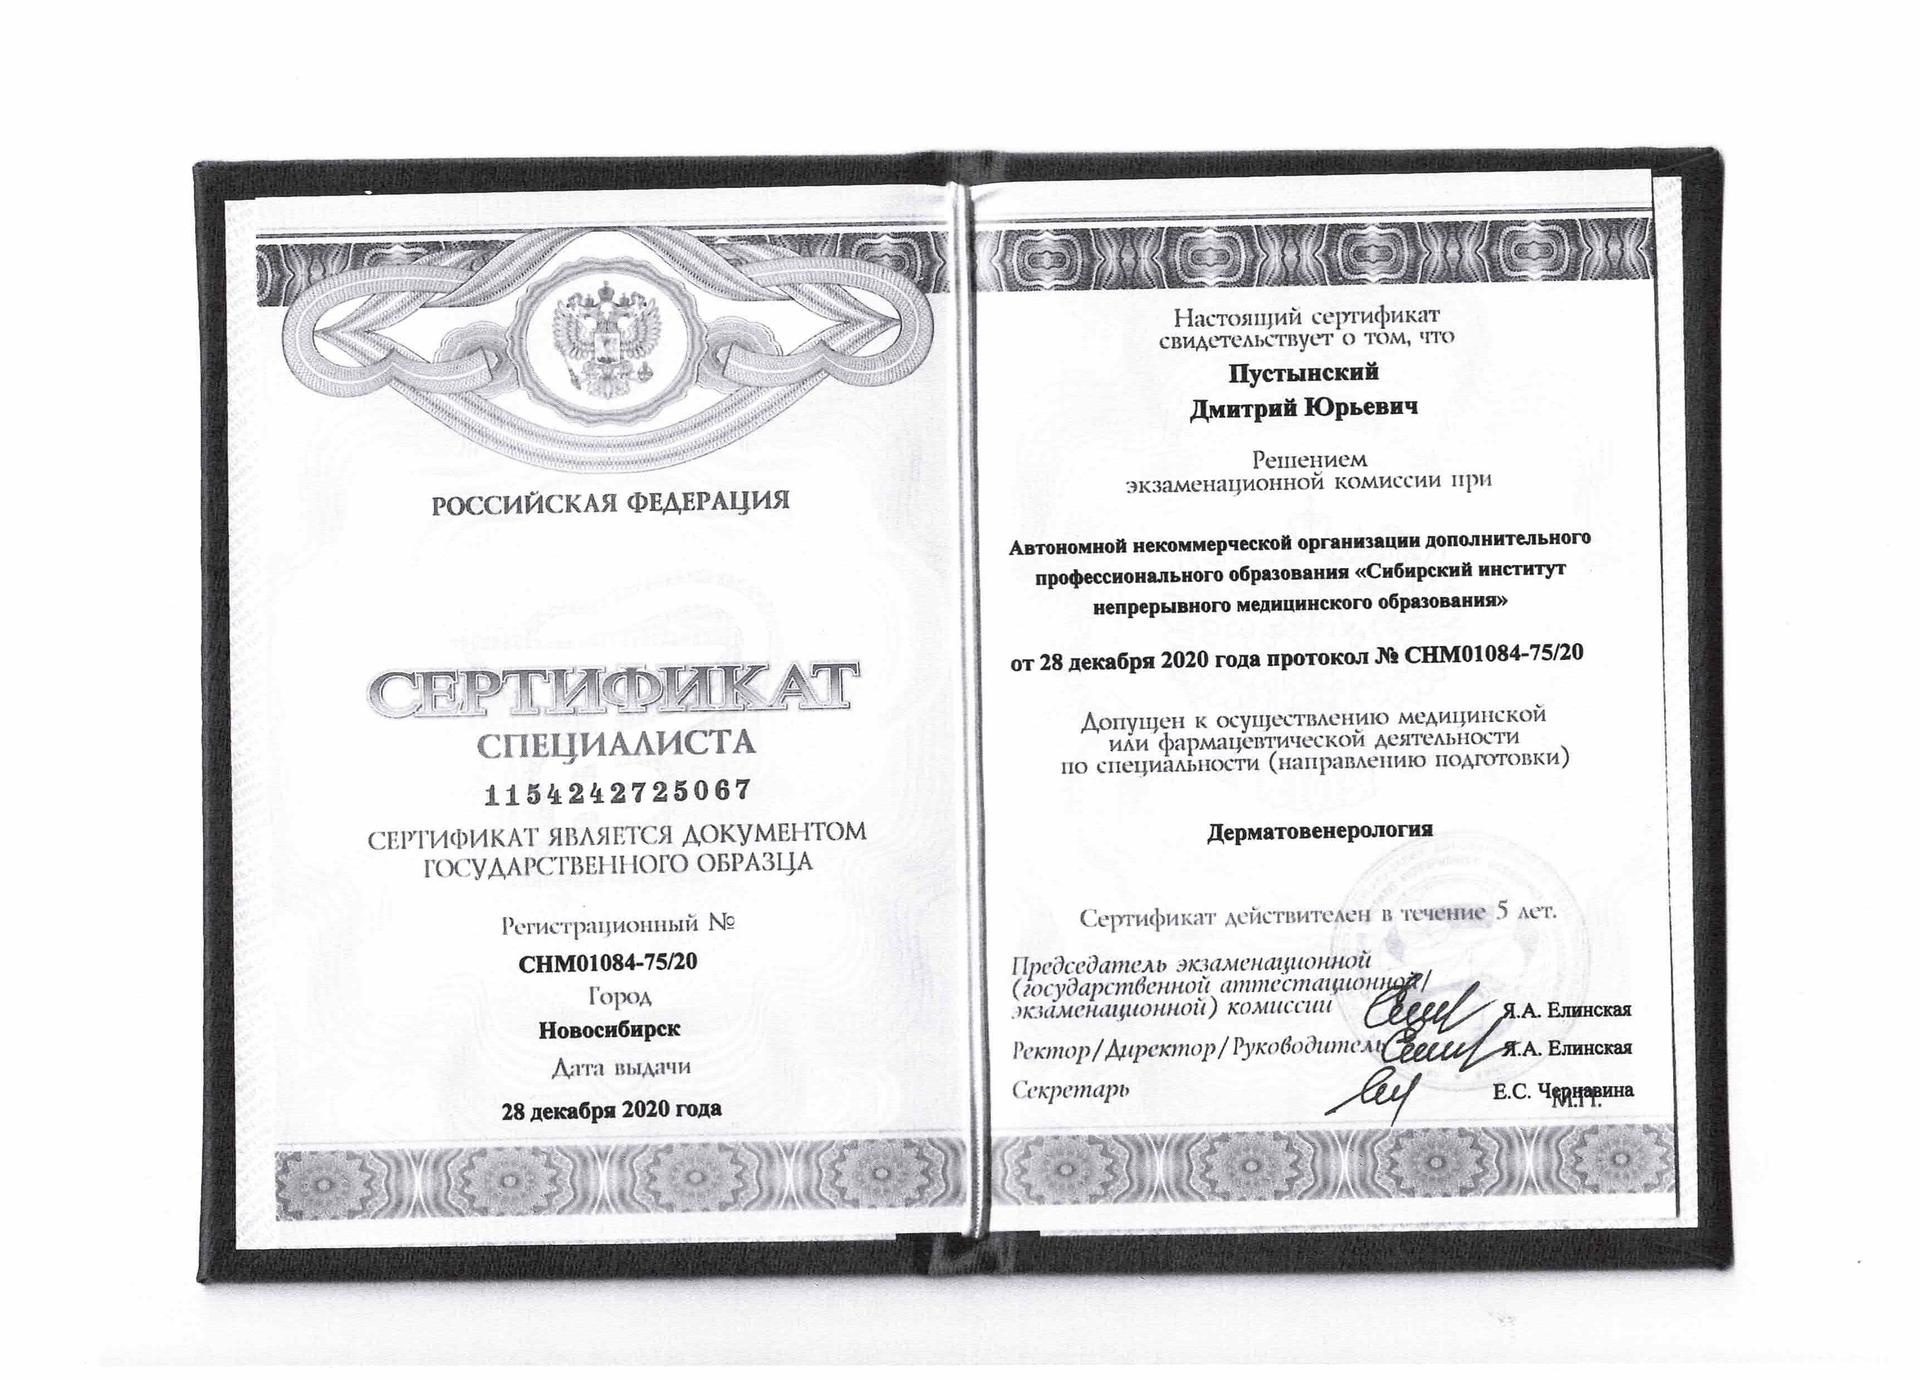 РОССИЙСКАЯ ФЕДЕРАЦИЯ
СЕРТИФИКАТ
СПЕЦИАЛИСТА
1154242725067
СЕРТИФИКАТ ЯВЛЯЕТСЯ ДОКУМЕНТОМ
ГОСУДАРСТВЕННОГО ОБРАЗЦА
Регистрационный №
СНМ01084-75/20
Город
Новосибирск
Дата выдачи
28 декабря 2020 года
Настоящий сертификат
свидетельствует о том, что
Пустынский
Дмитрий Юрьевич
Решением
экзаменационной комиссии при
Автономной некоммерческой организации дополнительного
профессионального образования «Сибирский институт
непрерывного медицинского образования»
от 28 декабря 2020 года протокол № СНМ01084-75/20
Допущен к осуществлению медицинской
или фармацевтической деятельности
по специальности (направлению подготовки)
Дерматовенерология
Сертификат действителен в течение 5 лет.
Председатель экзаменационной
(государственной аттестационной/
экзаменационной) комиссии Я.А. Елинская
Ректор/Директор/Руководитель Я.А. Елинская
Секретарь Е.С. Чернавина
М.П.